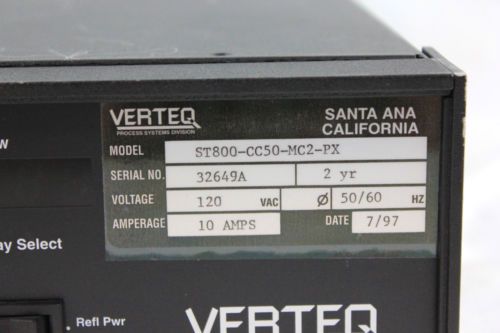 VERTEQ
PROCESS SYSTEMS DIVISION
SANTA ANA
CALIFORNIA
MODEL ST800-CC50-MC2-PX
SERIAL NO. 32649A 2 yr
VOLTAGE 120 VAC Ø 50/60 HZ
AMPERAGE 10 AMPS DATE 7/97
Select
Refl Pwr
VERTEQ